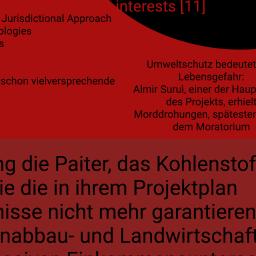 interests [11]
Jurisdictional Approach
ologies
s
schon vielversprechende
Umweltschutz bedeutet
Lebensgefahr:
Almir Surui, einer der Haup
des Projekts, erhielt
Morddrohungen, spätester
dem Moratorium
ng die Paiter, das Kohlenstof
ie die in ihrem Projektplan
nisse nicht mehr garantieren
nabbau- und Landwirtschaft